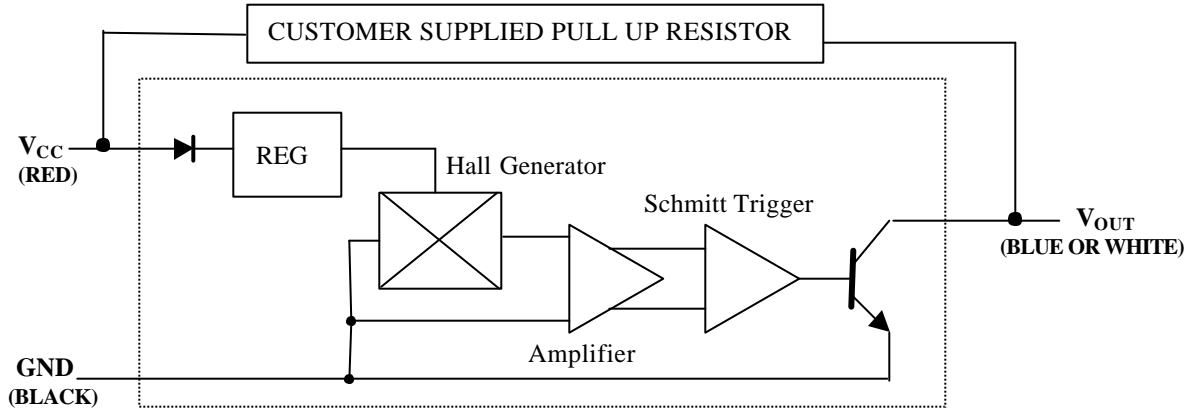 CUSTOMER SUPPLIED PULL UP RESISTOR
VCC
(RED)
REG
Hall Generator
Schmitt Trigger
VOUT
(BLUE OR WHITE)
Amplifier
GND
(BLACK)